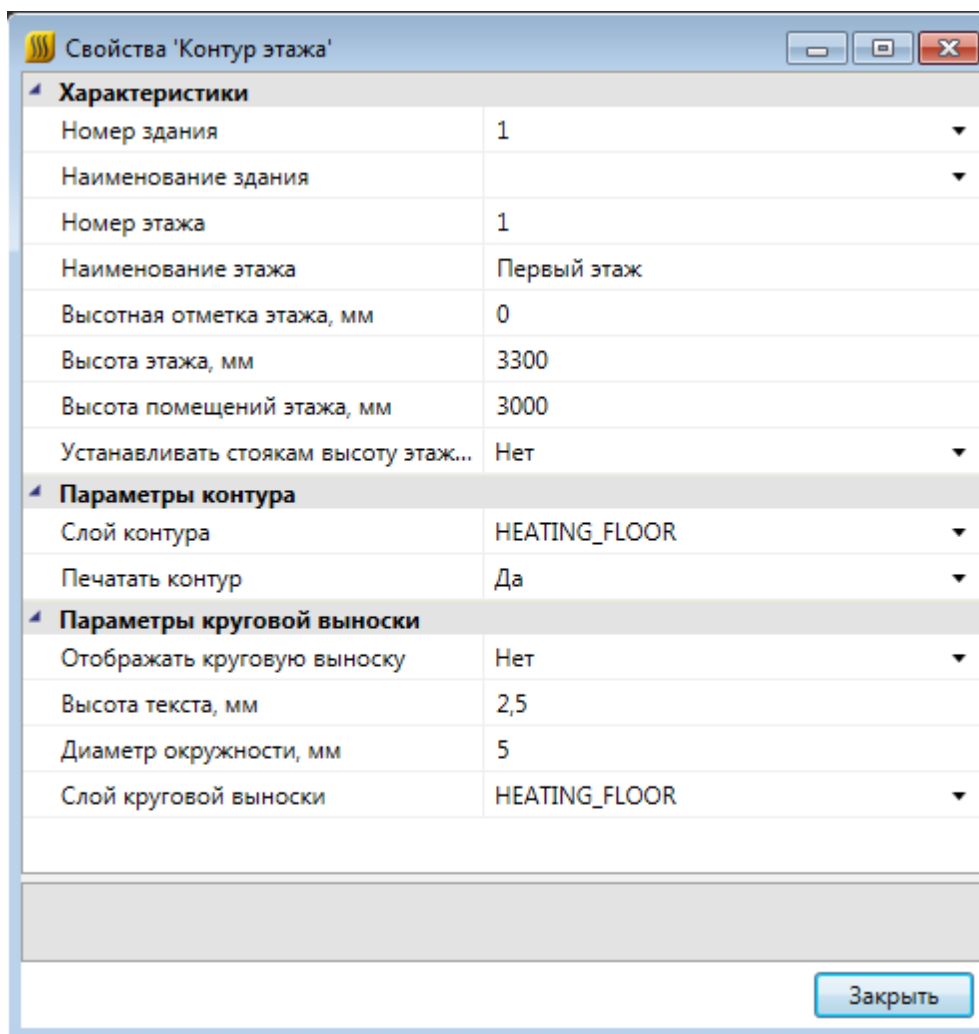 Свойства 'Контур этажа'
Характеристики
Номер здания 1
Наименование здания
Номер этажа 1
Наименование этажа Первый этаж
Высотная отметка этажа, мм 0
Высота этажа, мм 3300
Высота помещений этажа, мм 3000
Устанавливать стоякам высоту этаж... Нет
Параметры контура
Слой контура HEATING_FLOOR
Печатать контур Да
Параметры круговой выноски
Отображать круговую выноску Нет
Высота текста, мм 2,5
Диаметр окружности, мм 5
Слой круговой выноски HEATING_FLOOR
Закрыть